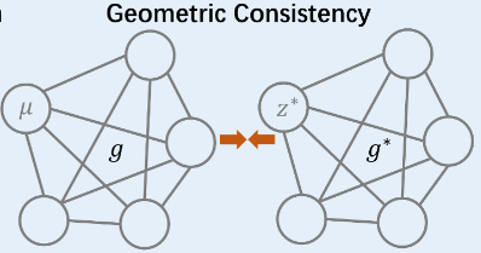 Geometric Consistency
μ
z*
g
g*